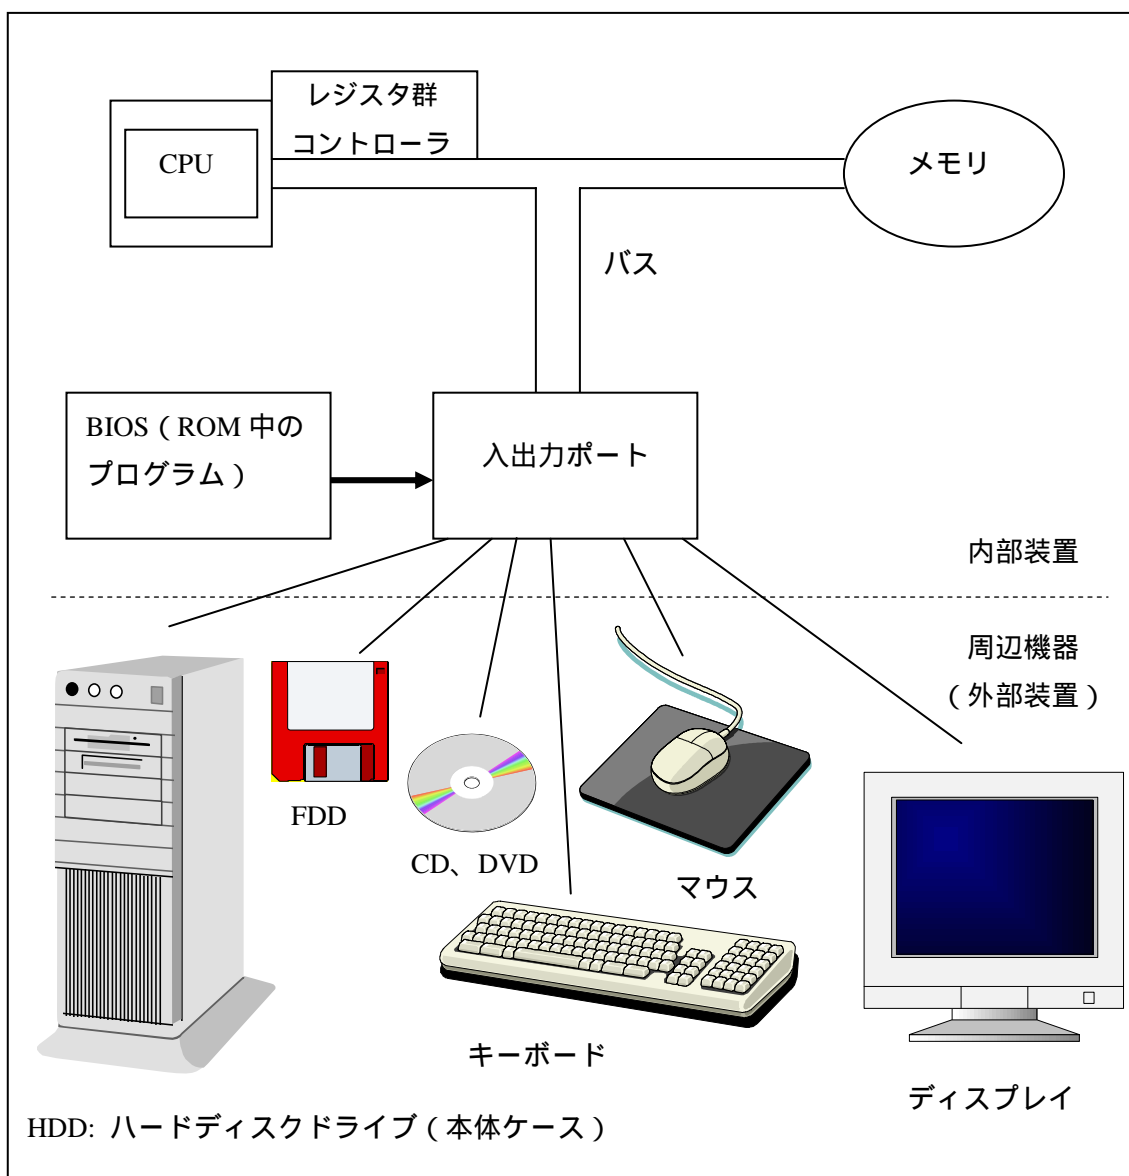 レジスタ群
コントローラ
CPU
メモリ
バス
BIOS（ROM 中の
プログラム）
入出力ポート
内部装置
周辺機器
（外部装置）
FDD
CD、DVD
マウス
キーボード
ディスプレイ
HDD: ハードディスクドライブ（本体ケース）